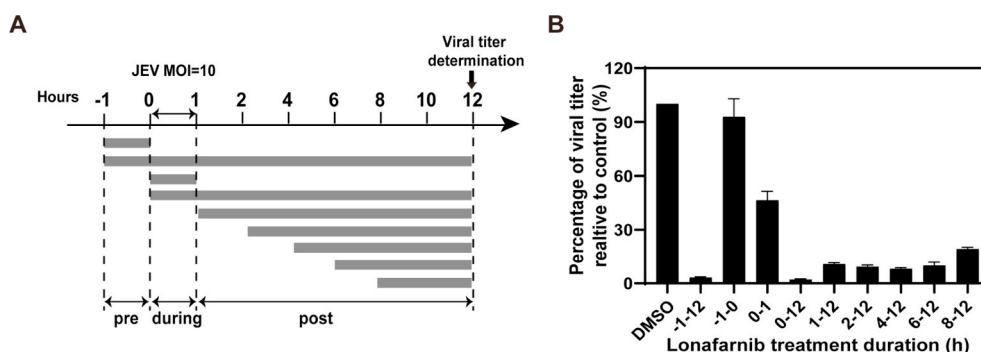 A
Viral titer
determination
JEV MOI=10
Hours -1 0 1 2 4 6 8 10 12
pre during post
B
Percentage of viral titer
realtive to control (%)
120
90
60
30
0
DMSO -1-12 -1-0 0-1 0-12 1-12 2-12 4-12 6-12 8-12
Lonafarnib treatment duration (h)